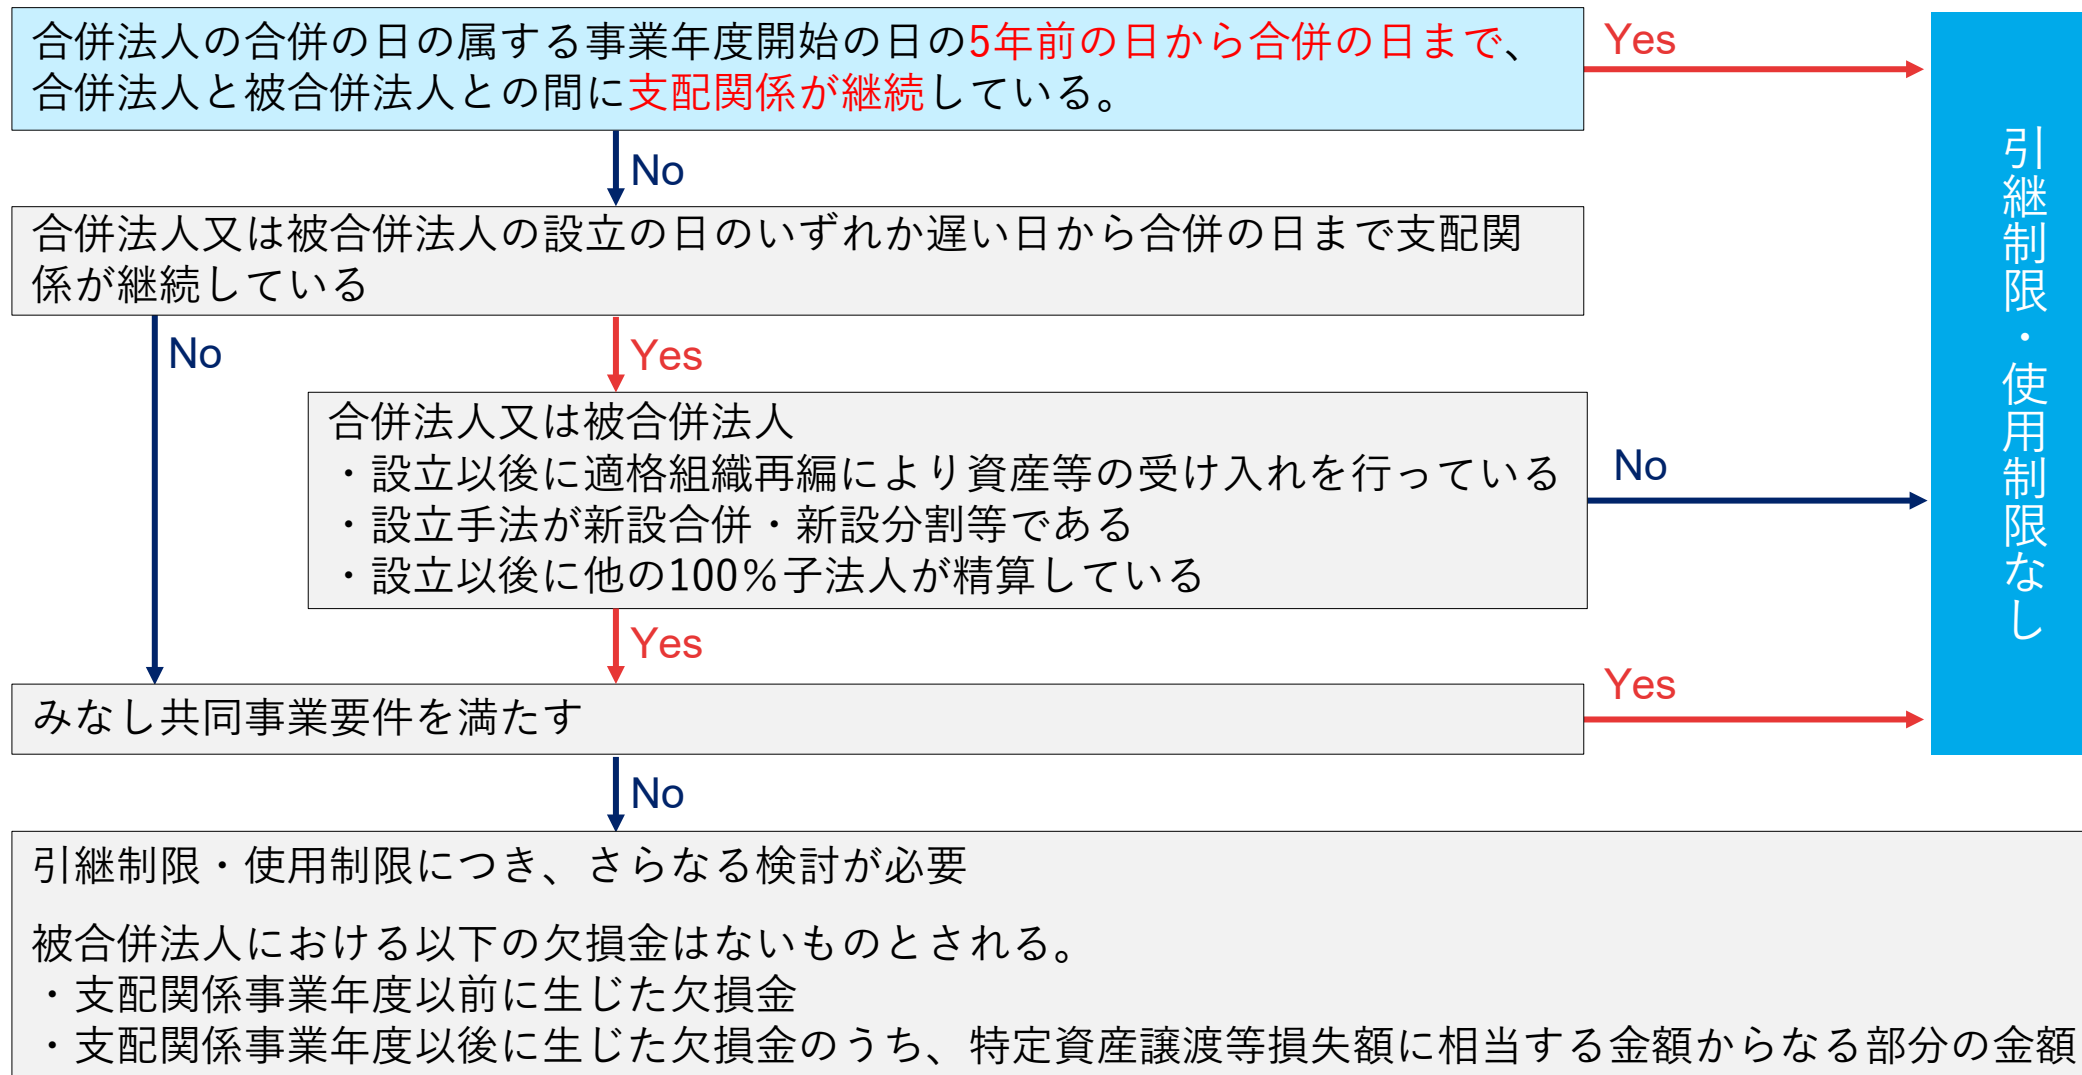 合併法人の合併の日の属する事業年度開始の日の5年前の日から合併の日まで、
合併法人と被合併法人との間に支配関係が継続している。
Yes
No
合併法人又は被合併法人の設立の日のいずれか遅い日から合併の日まで支配関
係が継続している
No
Yes
合併法人又は被合併法人
・設立以後に適格組織再編により資産等の受け入れを行っている
・設立手法が新設合併・新設分割等である
・設立以後に他の100%子法人が精算している
No
Yes
みなし共同事業要件を満たす
Yes
No
引継制限・使用制限なし
引継制限・使用制限につき、さらなる検討が必要
被合併法人における以下の欠損金はないものとされる。
・支配関係事業年度以前に生じた欠損金
・支配関係事業年度以後に生じた欠損金のうち、特定資産譲渡等損失額に相当する金額からなる部分の金額